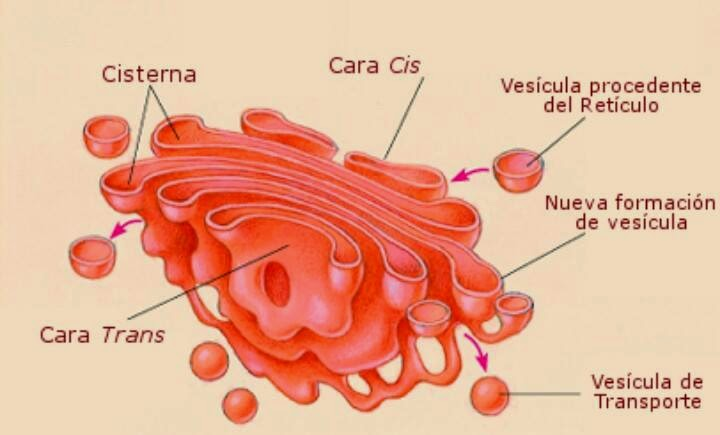 Cisterna
Cara Cis
Vesícula procedente
del Retículo
Nueva formación
de vesícula
Cara Trans
Vesícula de
Transporte